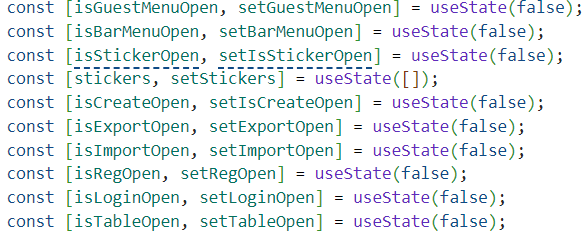 const [isGuestMenuOpen, setGuestMenuOpen] = useState(false);
const [isBarMenuOpen, setBarMenuOpen] = useState(false);
const [isStickerOpen, setIsStickerOpen] = useState(false);
const [stickers, setStickers] = useState([]);
const [isCreateOpen, setIsCreateOpen] = useState(false);
const [isExportOpen, setExportOpen] = useState(false);
const [isImportOpen, setImportOpen] = useState(false);
const [isRegOpen, setRegOpen] = useState(false);
const [isLoginOpen, setLoginOpen] = useState(false);
const [isTableOpen, setTableOpen] = useState(false);